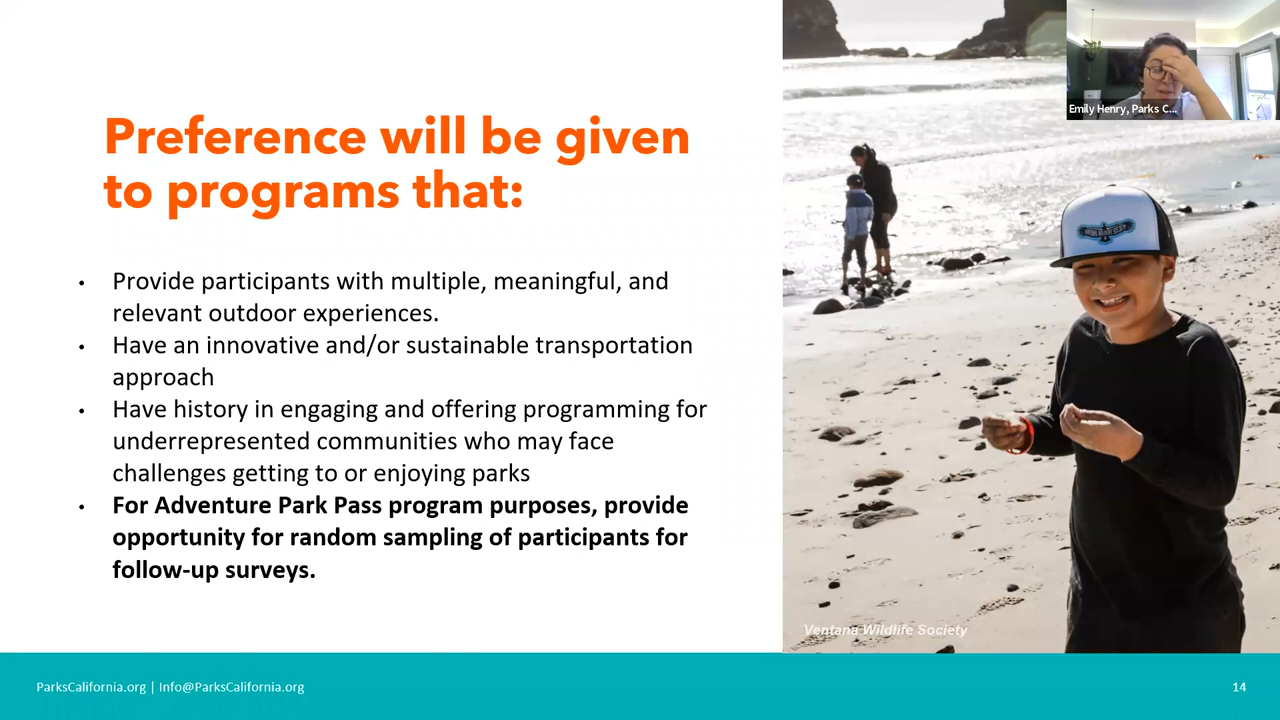 Emily Henry, Parks C...
Preference will be given
to programs that:
• Provide participants with multiple, meaningful, and
relevant outdoor experiences.
• Have an innovative and/or sustainable transportation
approach
• Have history in engaging and offering programming for
underrepresented communities who may face
challenges getting to or enjoying parks
• For Adventure Park Pass program purposes, provide
opportunity for random sampling of participants for
follow-up surveys.
Ventana Wildlife Society
ParksCalifornia.org | Info@ParksCalifornia.org
14